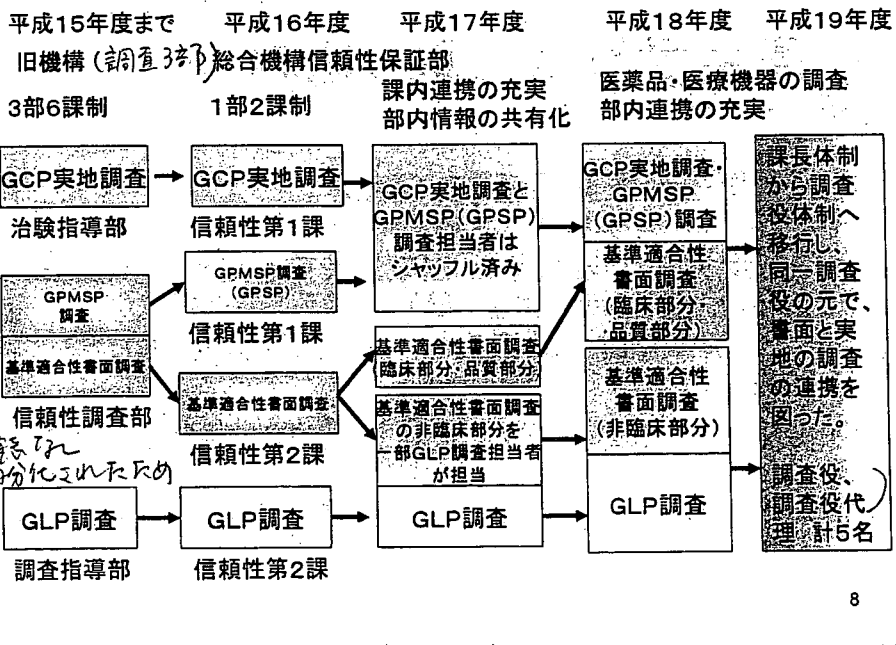 平成15年度まで
平成16年度
平成17年度
平成18年度
平成19年度
旧機構(調査3部)総合機構信頼性保証部
3部6課制
1部2課制
課内連携の充実
部内情報の共有化
医薬品・医療機器の調査
部内連携の充実
GCP実地調査
治験指導部
GPMSP
調査
基準適合性書面調査
信頼性調査部
分化されたため
GLP調査
調査指導部
GCP実地調査
信頼性第1課
GPMSP調査
(GPSP)
信頼性第1課
基準適合性書面調査
信頼性第2課
GLP調査
信頼性第2課
GCP実地調査と
GPMSP(GPSP)
調査担当者は
シャッフル済み
基準適合性書面調査
(臨床部分・品質部分)
基準適合性書面調査
の非臨床部分を
一部GLP調査担当者
が担当
GLP調査
GCP実地調査・
GPMSP
(GPSP)調査
基準適合性
書面調査
(臨床部分・
品質部分)
基準適合性
書面調査
(非臨床部分)
GLP調査
課長体制
から調査
役体制へ
移行し、
同一調査
役の元で、
書面と実
地の調査
の連携を
図った。
調査役、
調査役代
理 計5名
8